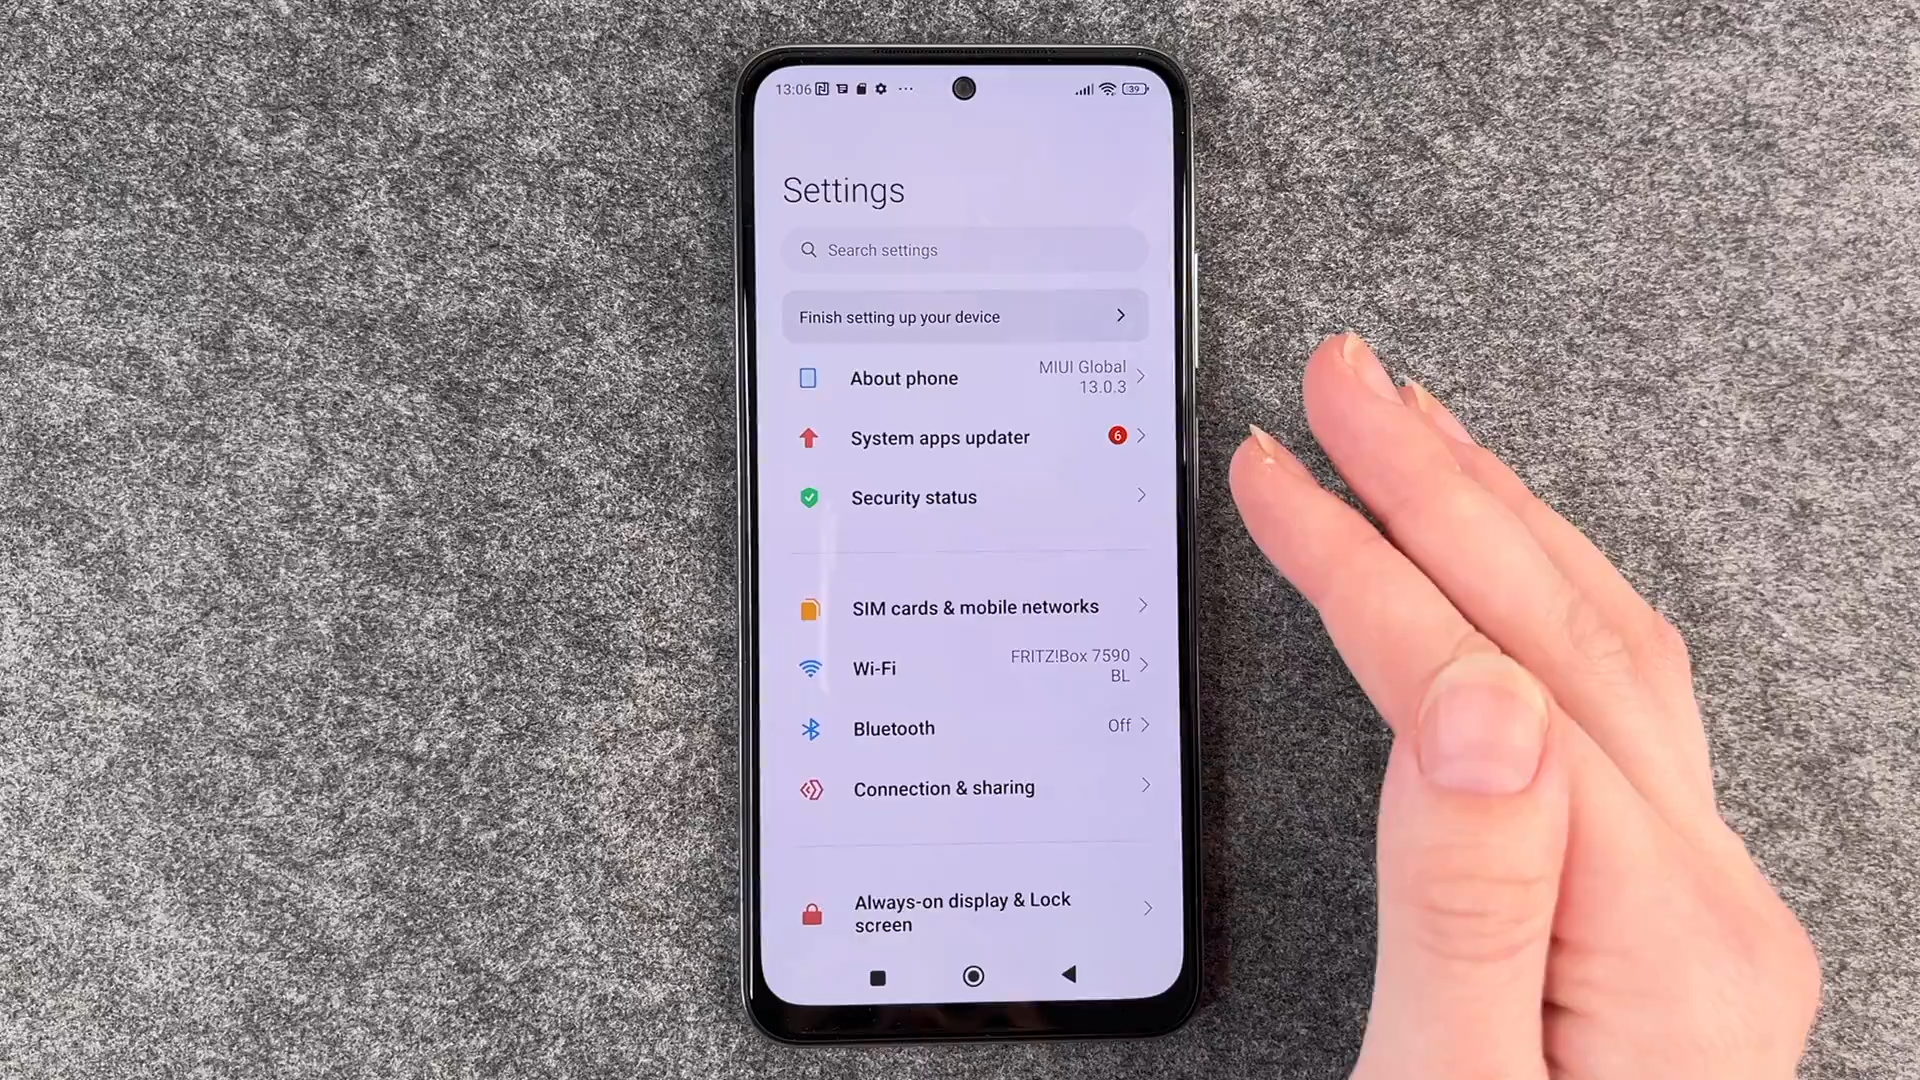 13:06
39
Settings
Search settings
Finish setting up your device
About phone
MIUI Global
13.0.3
System apps updater
6
Security status
SIM cards & mobile networks
Wi-Fi
FRITZ!Box 7590
BL
Bluetooth
Off
Connection & sharing
Always-on display & Lock
screen